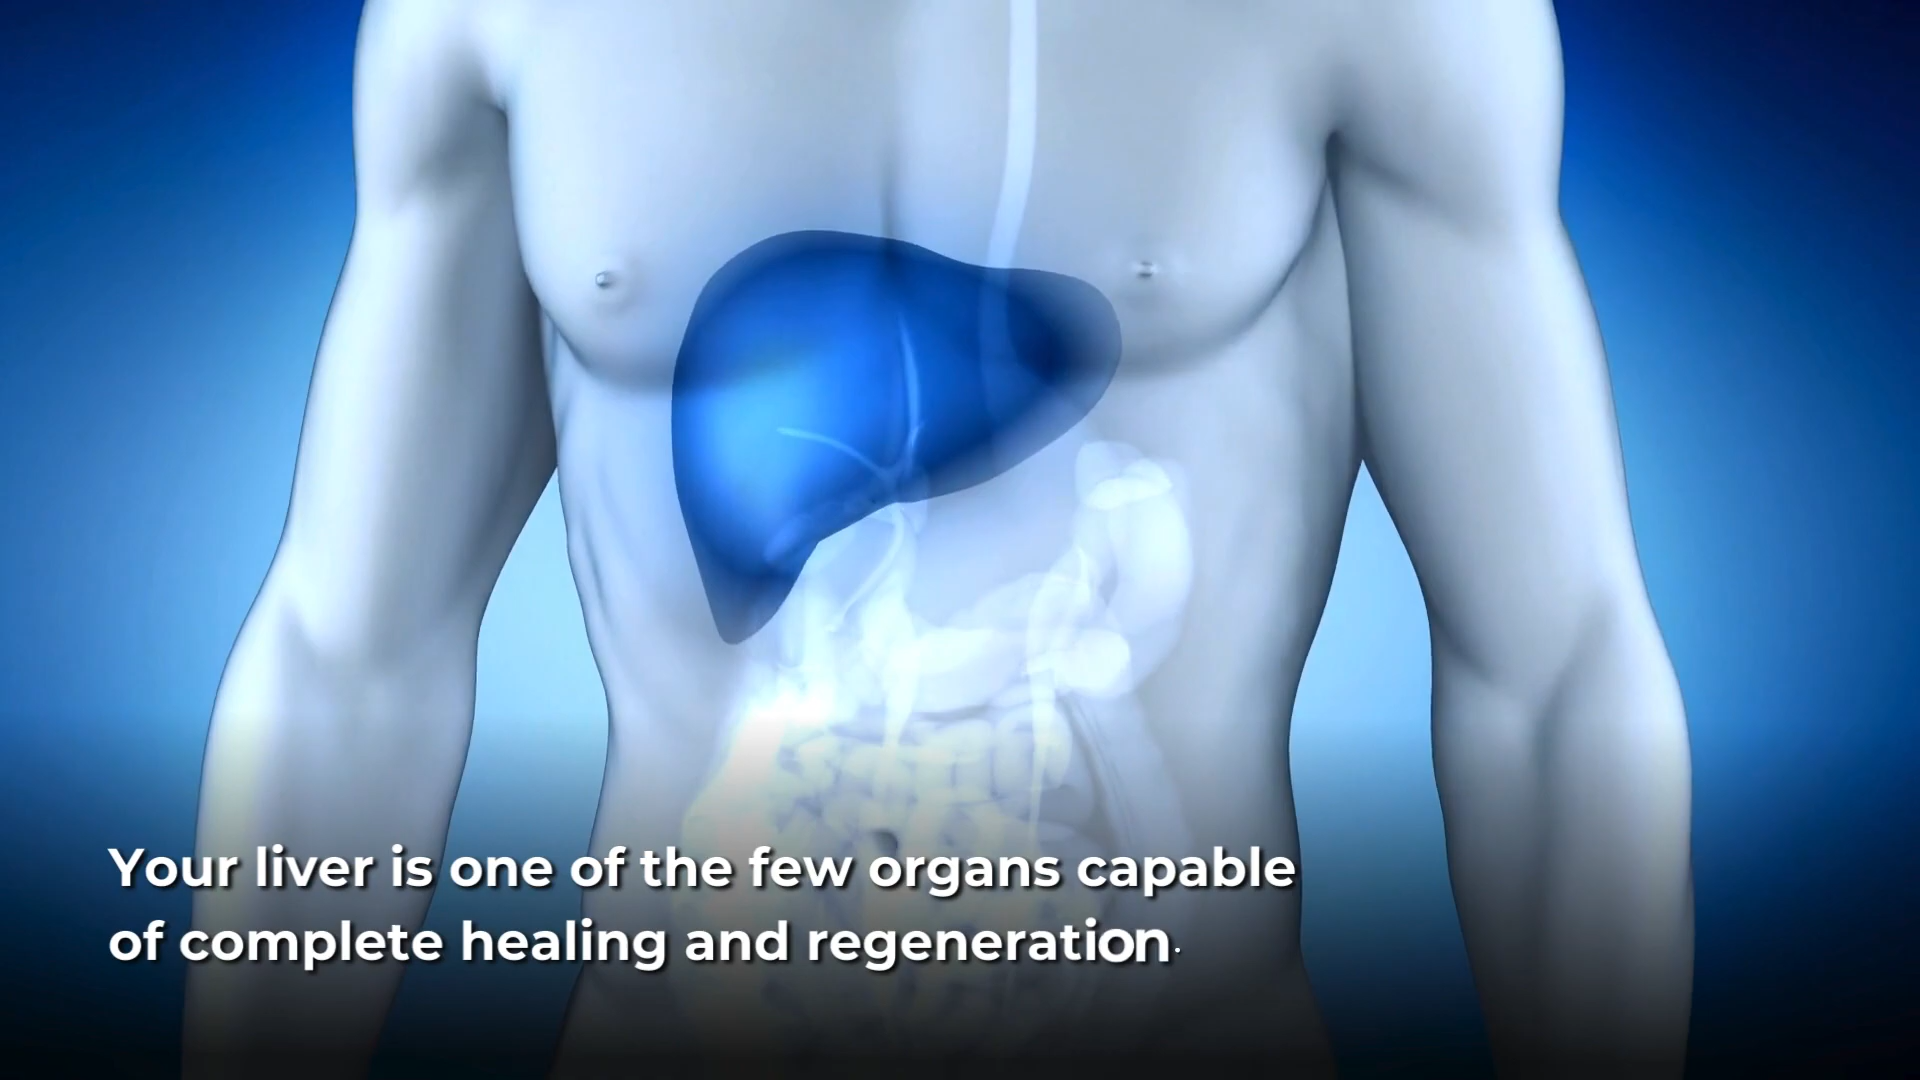 Your liver is one of the few organs capable
of complete healing and regeneration.